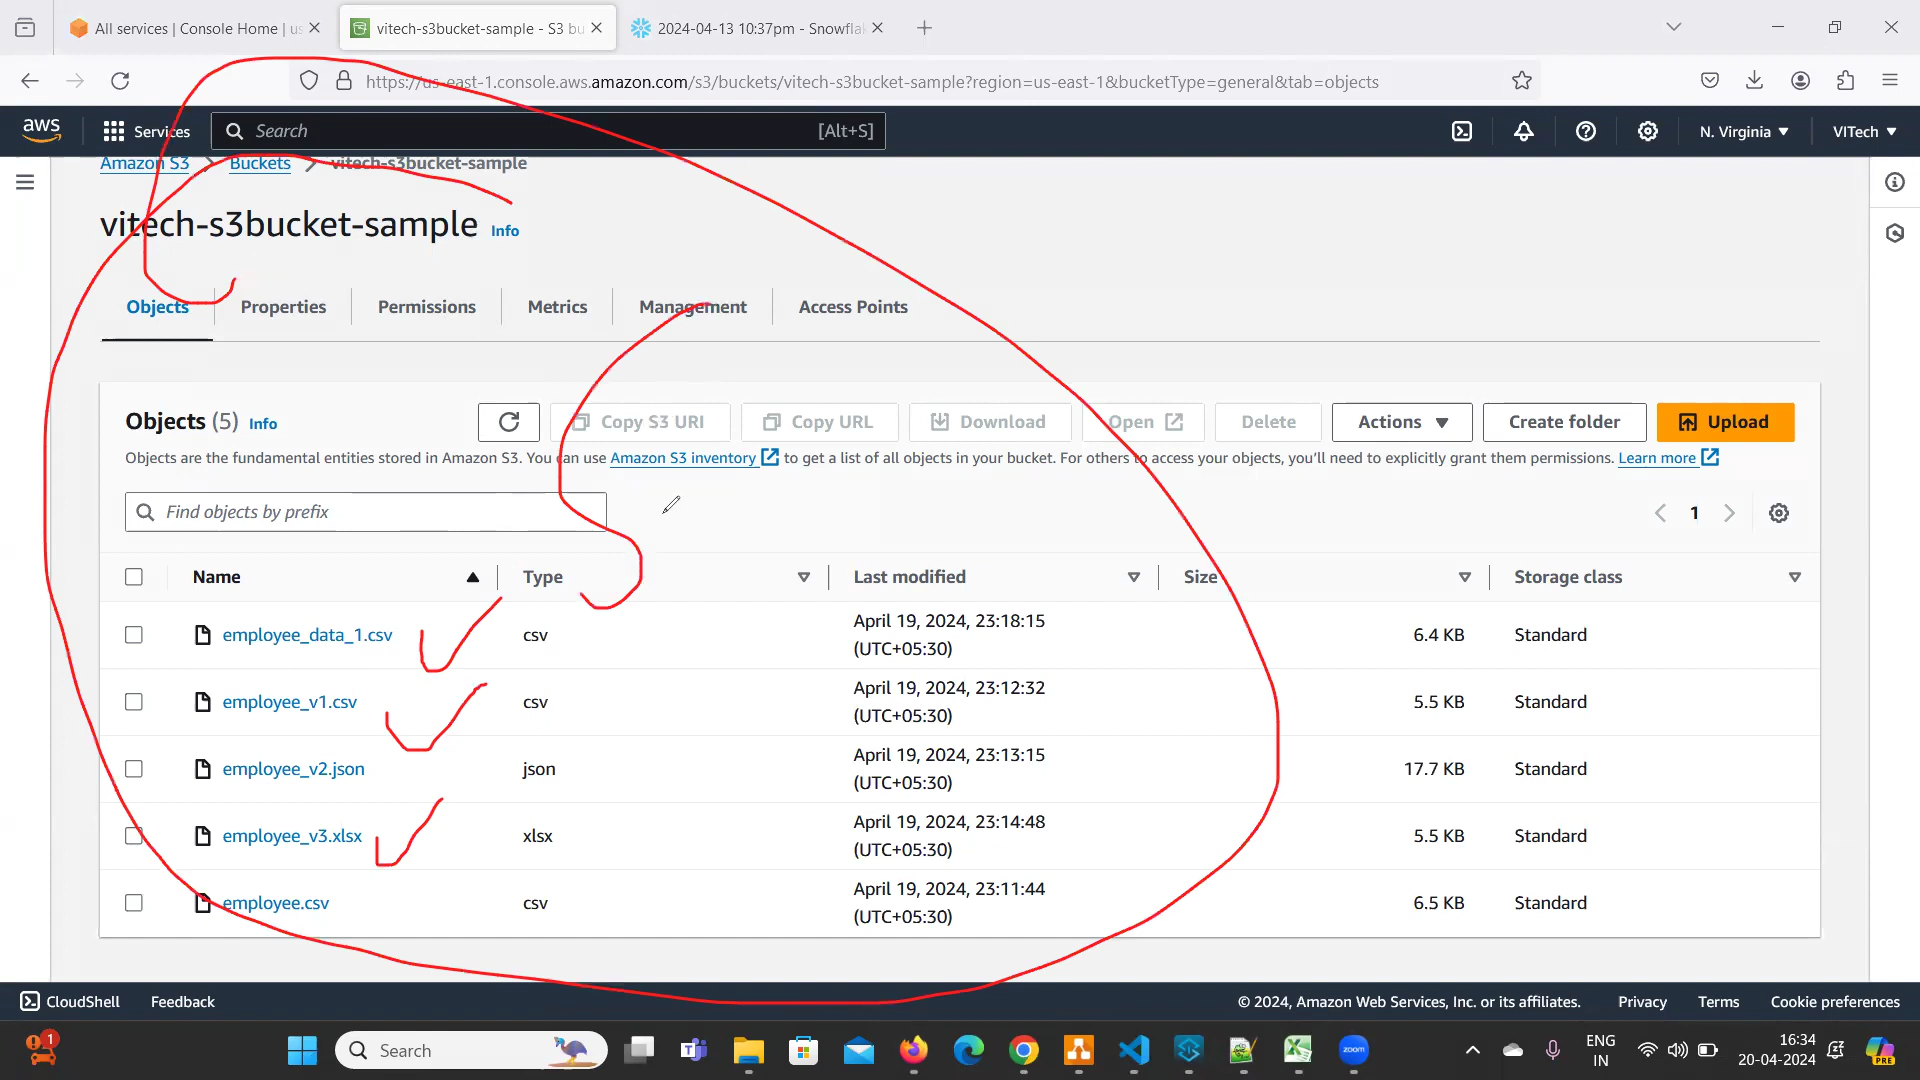 All services | Console Home | us
vitech-s3bucket-sample - S3 bu
2024-04-13 10:37pm - Snowfla
https://us-east-1.console.aws.amazon.com/s3/buckets/vitech-s3bucket-sample?region=us-east-1&bucketType=general&tab=objects
aws
Services
Search
[Alt+S]
N. Virginia
VITech
Amazon S3
Buckets
vitech-s3bucket-sample
vitech-s3bucket-sample Info
Objects
Properties
Permissions
Metrics
Management
Access Points
Objects (5) Info
Copy S3 URI
Copy URL
Download
Open
Delete
Actions
Create folder
Upload
Objects are the fundamental entities stored in Amazon S3. You can use Amazon S3 inventory to get a list of all objects in your bucket. For others to access your objects, you'll need to explicitly grant them permissions. Learn more
Find objects by prefix
1
Name Type Last modified Size Storage class
employee_data_1.csv csv April 19, 2024, 23:18:15 (UTC+05:30) 6.4 KB Standard
employee_v1.csv csv April 19, 2024, 23:12:32 (UTC+05:30) 5.5 KB Standard
employee_v2.json json April 19, 2024, 23:13:15 (UTC+05:30) 17.7 KB Standard
employee_v3.xlsx xlsx April 19, 2024, 23:14:48 (UTC+05:30) 5.5 KB Standard
employee.csv csv April 19, 2024, 23:11:44 (UTC+05:30) 6.5 KB Standard
CloudShell
Feedback
© 2024, Amazon Web Services, Inc. or its affiliates.
Privacy
Terms
Cookie preferences
1
Search
zoom
ENG
IN
16:34
20-04-2024
PRE